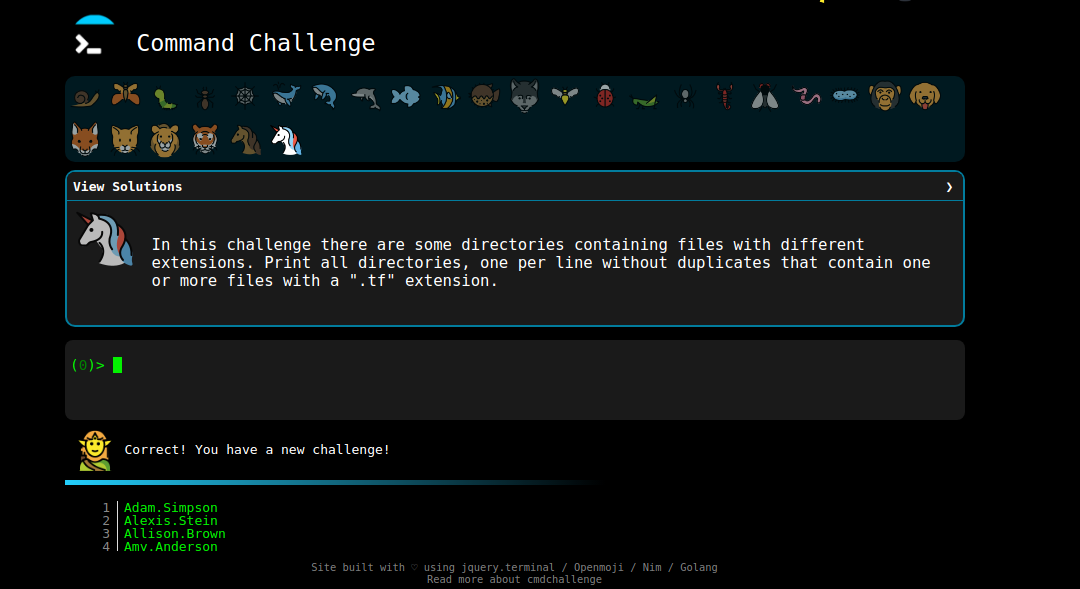 Command Challenge
View Solutions ❯
In this challenge there are some directories containing files with different
extensions. Print all directories, one per line without duplicates that contain one
or more files with a ".tf" extension.
(0)>
Correct! You have a new challenge!
1 Adam.Simpson
2 Alexis.Stein
3 Allison.Brown
4 Amy.Anderson
Site built with ♡ using jquery.terminal / Openmoji / Nim / Golang
Read more about cmdchallenge